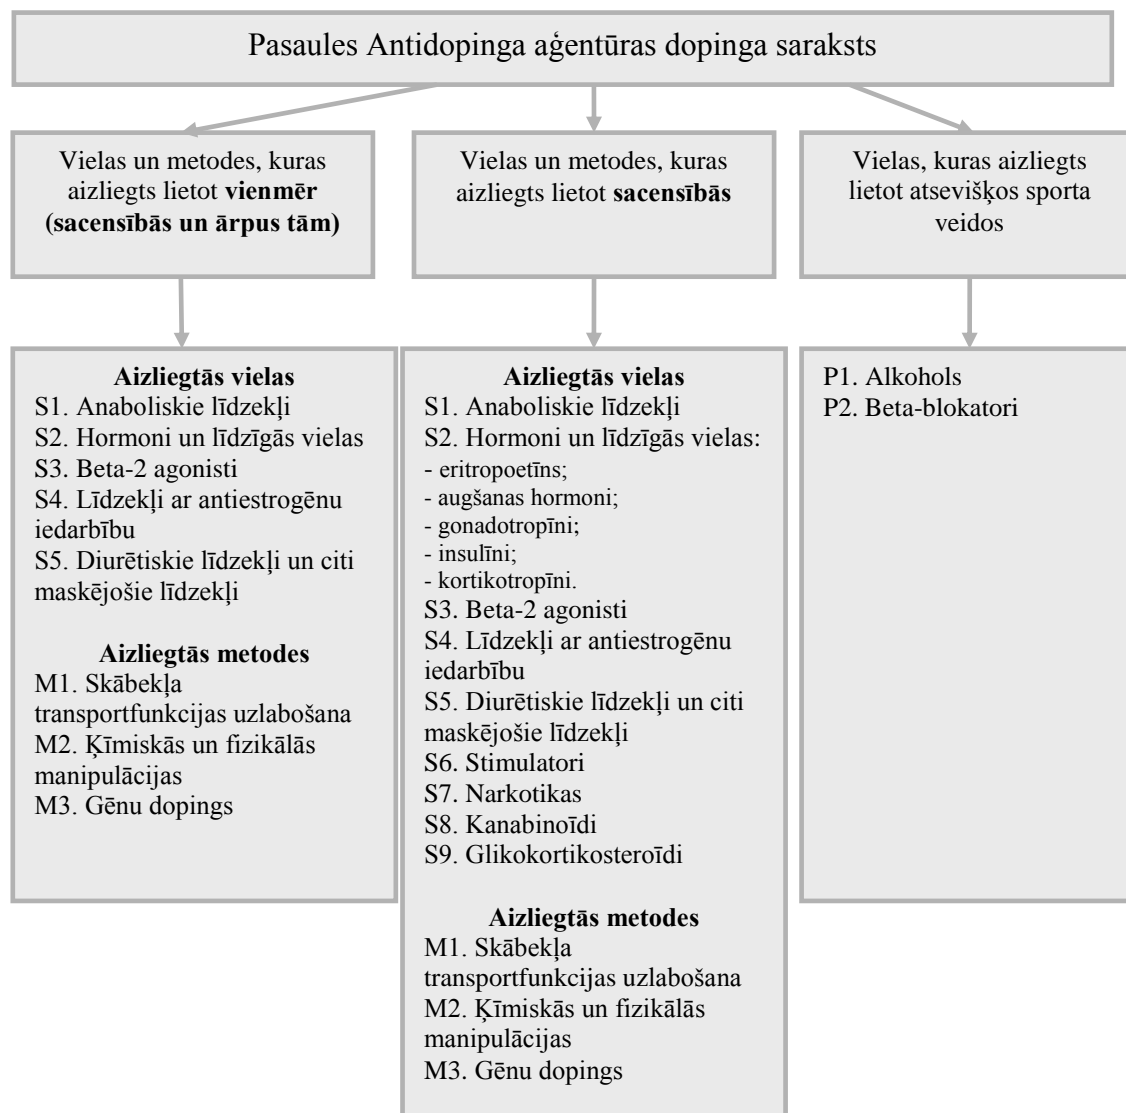 Pasaules Antidopinga aģentūras dopinga saraksts
Vielas un metodes, kuras
aizliegts lietot vienmēr
(sacensībās un ārpus tām)
Vielas un metodes, kuras
aizliegts lietot sacensībās
Vielas, kuras aizliegts
lietot atsevišķos sporta
veidos
Aizliegtās vielas
S1. Anaboliskie līdzekļi
S2. Hormoni un līdzīgās vielas
S3. Beta-2 agonisti
S4. Līdzekļi ar antiestrogēnu
iedarbību
S5. Diurētiskie līdzekļi un citi
maskējošie līdzekļi
Aizliegtās metodes
M1. Skābekļa
transportfunkcijas uzlabošana
M2. Ķīmiskās un fizikālās
manipulācijas
M3. Gēnu dopings
Aizliegtās vielas
S1. Anaboliskie līdzekļi
S2. Hormoni un līdzīgās vielas:
- eritropoetīns;
- augšanas hormoni;
- gonadotropīni;
- insulīni;
- kortikotropīni.
S3. Beta-2 agonisti
S4. Līdzekļi ar antiestrogēnu
iedarbību
S5. Diurētiskie līdzekļi un citi
maskējošie līdzekļi
S6. Stimulatori
S7. Narkotikas
S8. Kanabinoīdi
S9. Glikokortikosteroīdi
Aizliegtās metodes
M1. Skābekļa
transportfunkcijas uzlabošana
M2. Ķīmiskās un fizikālās
manipulācijas
M3. Gēnu dopings
P1. Alkohols
P2. Beta-blokatori